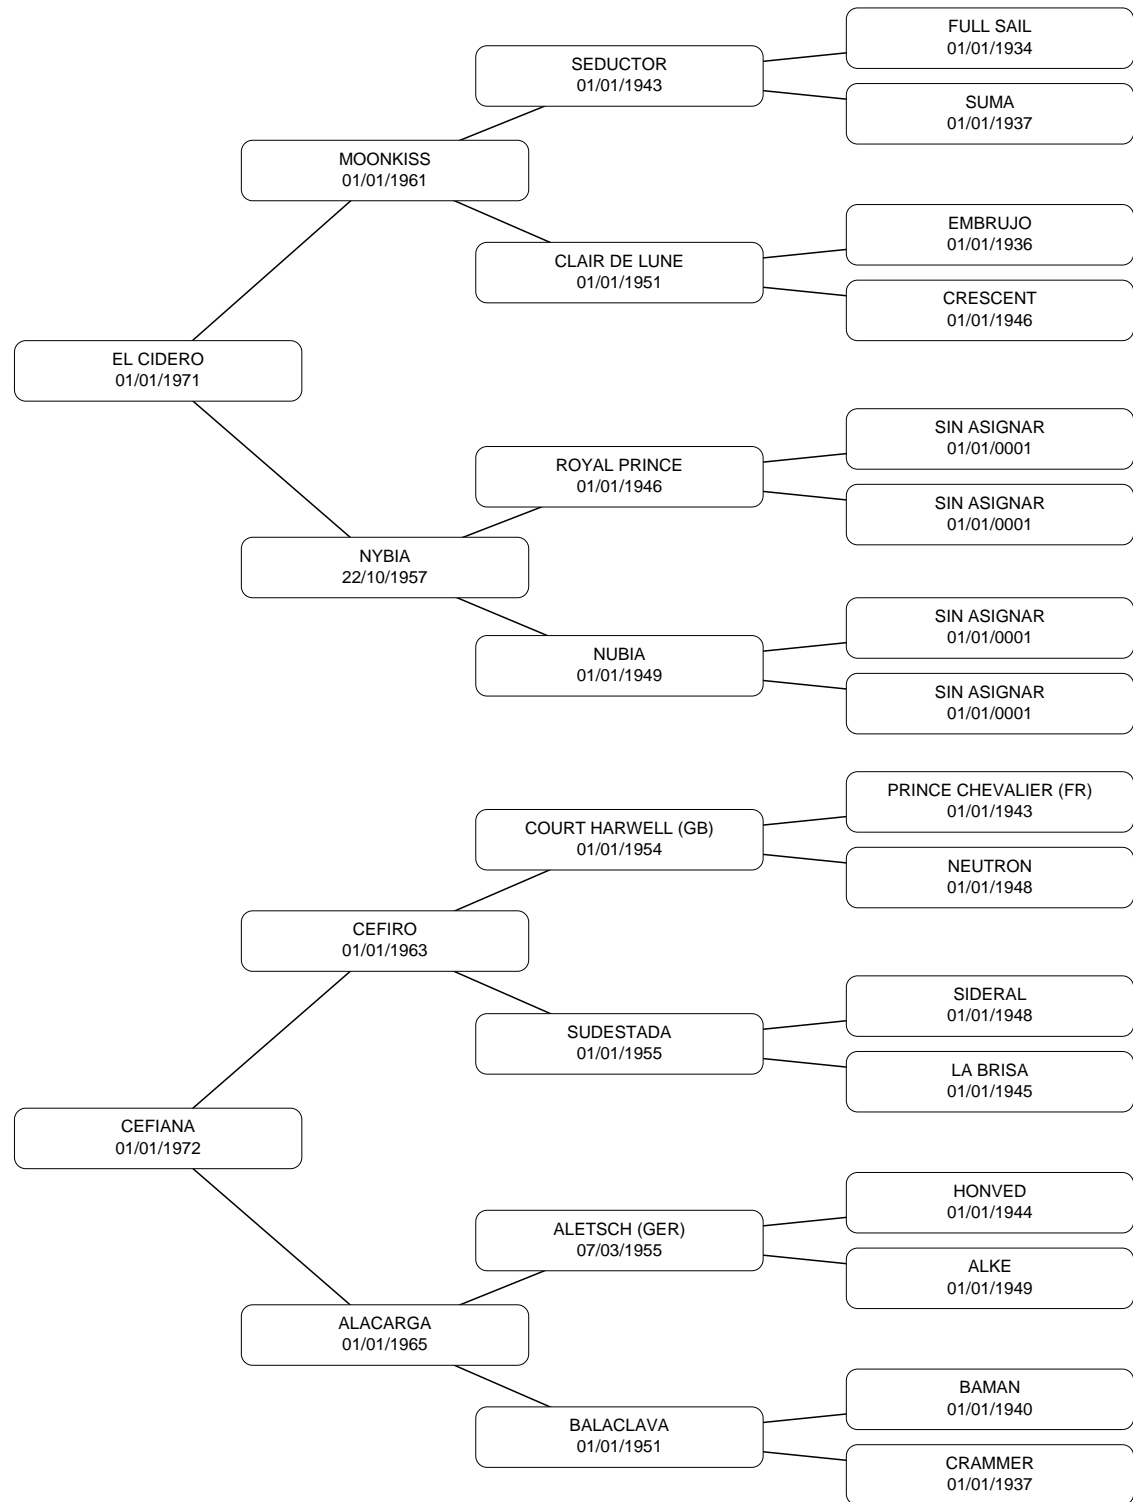 FULL SAIL
01/01/1934
SEDUCTOR
01/01/1943
SUMA
01/01/1937
MOONKISS
01/01/1961
EMBRUJO
01/01/1936
CLAIR DE LUNE
01/01/1951
CRESCENT
01/01/1946
EL CIDERO
01/01/1971
SIN ASIGNAR
01/01/0001
ROYAL PRINCE
01/01/1946
SIN ASIGNAR
01/01/0001
NYBIA
22/10/1957
SIN ASIGNAR
01/01/0001
NUBIA
01/01/1949
SIN ASIGNAR
01/01/0001
PRINCE CHEVALIER (FR)
01/01/1943
COURT HARWELL (GB)
01/01/1954
NEUTRON
01/01/1948
CEFIRO
01/01/1963
SIDERAL
01/01/1948
SUDESTADA
01/01/1955
LA BRISA
01/01/1945
CEFIANA
01/01/1972
HONVED
01/01/1944
ALETSCH (GER)
07/03/1955
ALKE
01/01/1949
ALACARGA
01/01/1965
BAMAN
01/01/1940
BALACLAVA
01/01/1951
CRAMMER
01/01/1937